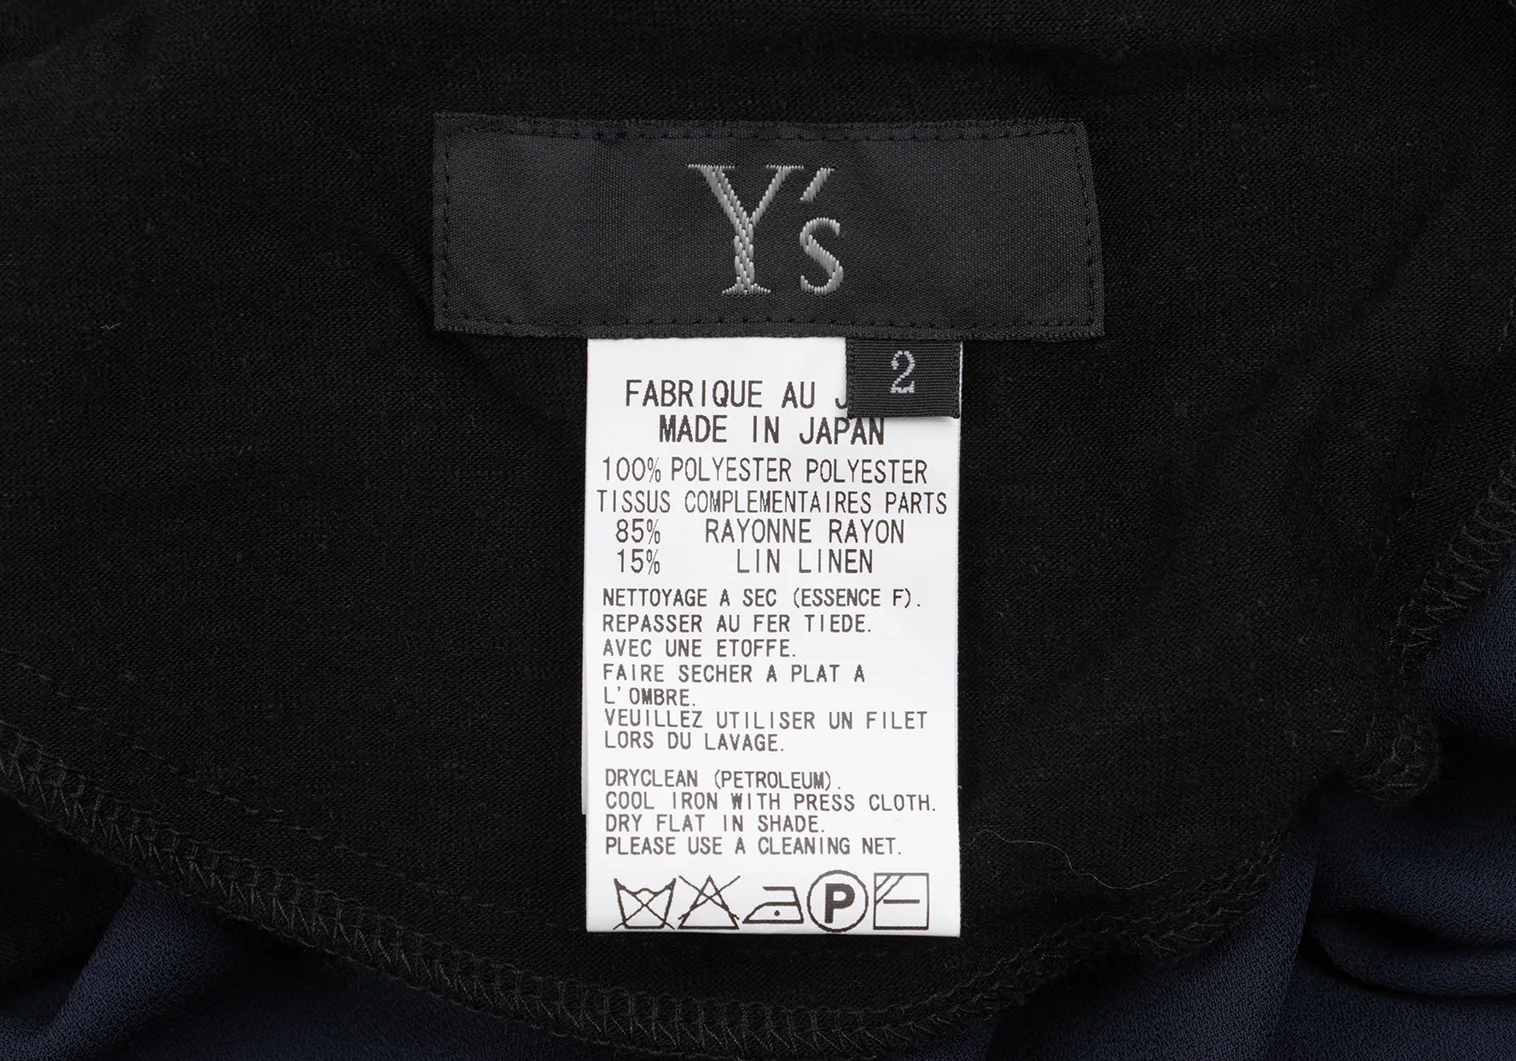 Y's
2
FABRIQUE AU J
MADE IN JAPAN
100% POLYESTER POLYESTER
TISSUS COMPLEMENTAIRES PARTS
85% RAYONNE RAYON
15% LIN LINEN
NETTOYAGE A SEC (ESSENCE F).
REPASSER AU FER TIEDE.
AVEC UNE ETOFFE.
FAIRE SECHER A PLAT A
L'OMBRE.
VEUILLEZ UTILISER UN FILET
LORS DU LAVAGE.
DRYCLEAN (PETROLEUM).
COOL IRON WITH PRESS CLOTH.
DRY FLAT IN SHADE.
PLEASE USE A CLEANING NET.
P